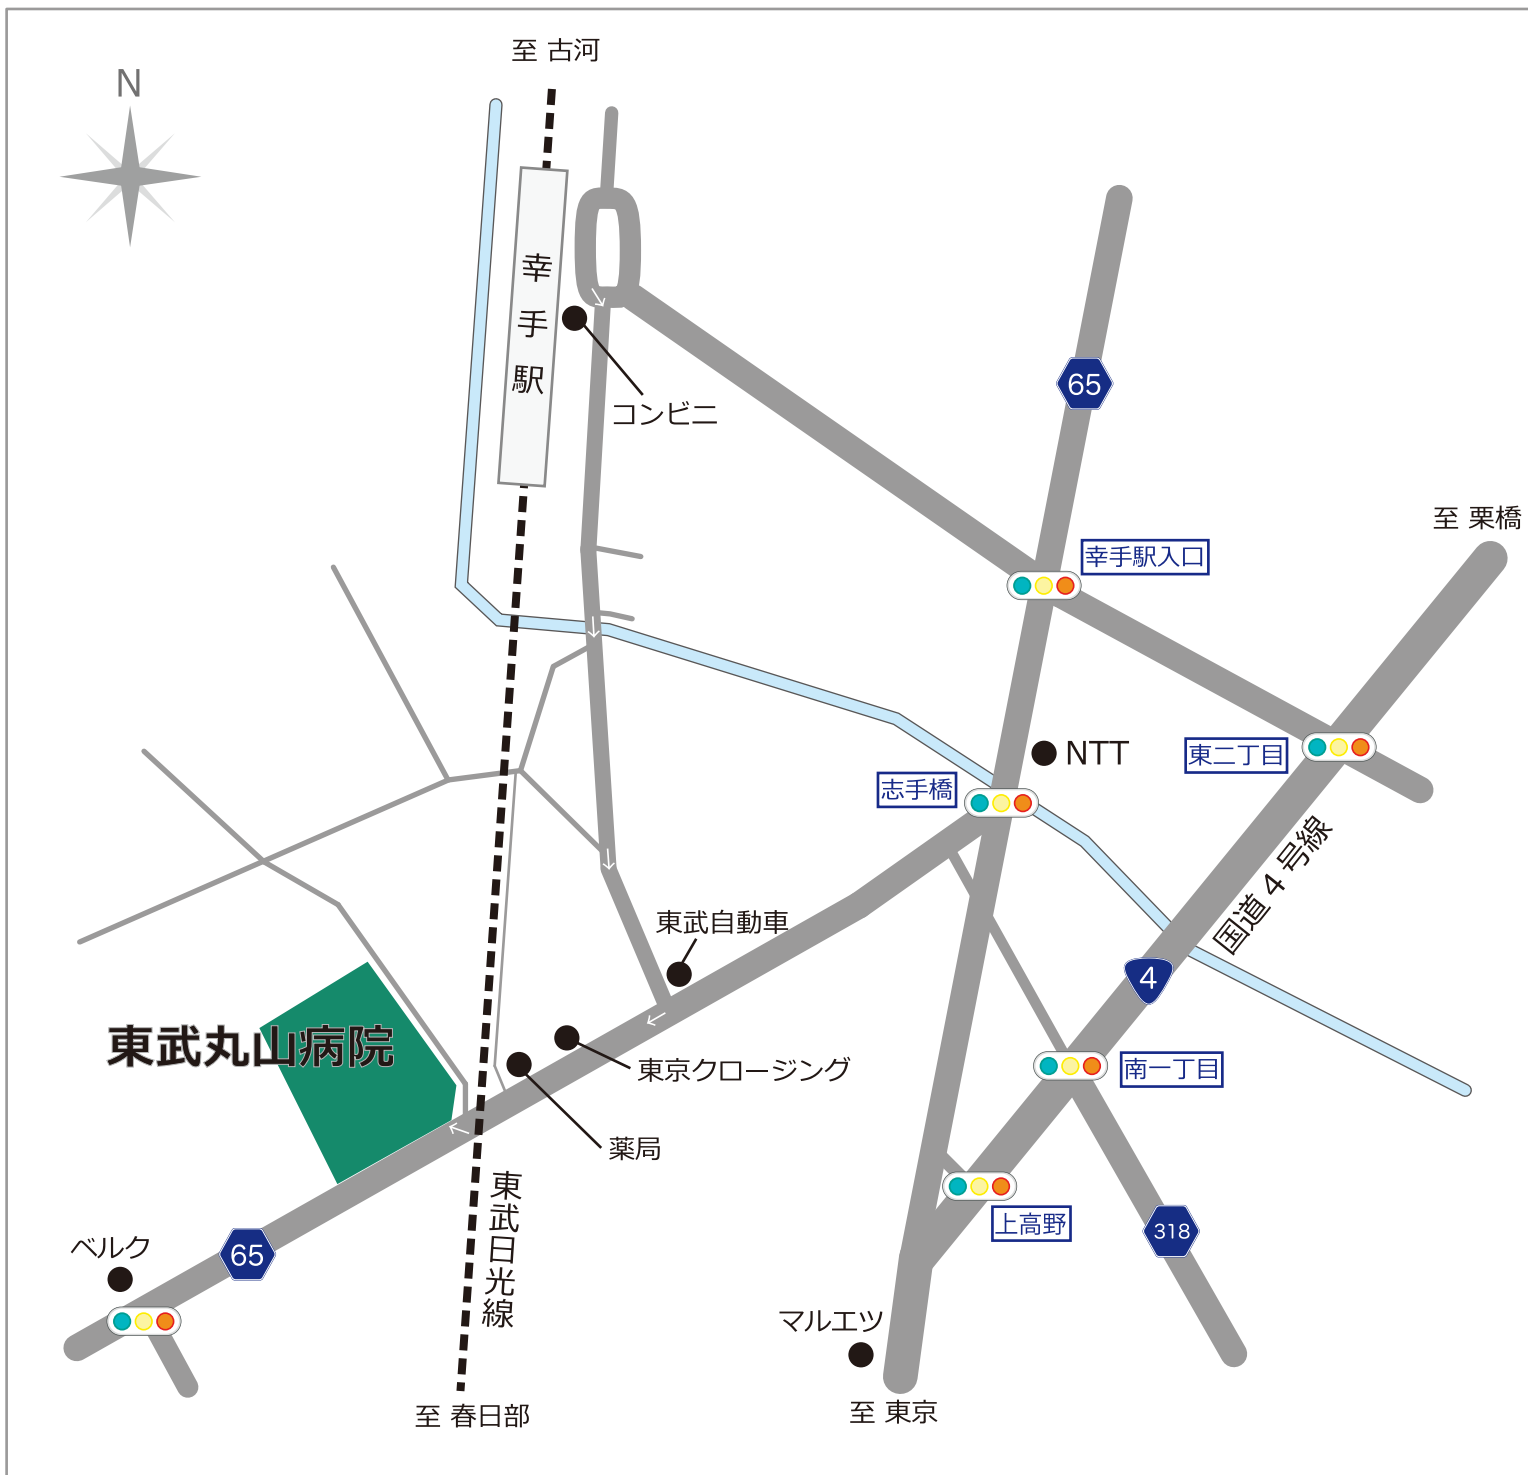 至 古河
N
幸手駅
コンビニ
65
至 栗橋
幸手駅入口
NTT
東二丁目
志手橋
国道4号線
東武自動車
4
東武丸山病院
東京クロージング
南一丁目
薬局
東武日光線
上高野
318
ベルク
65
マルエツ
至 春日部
至 東京